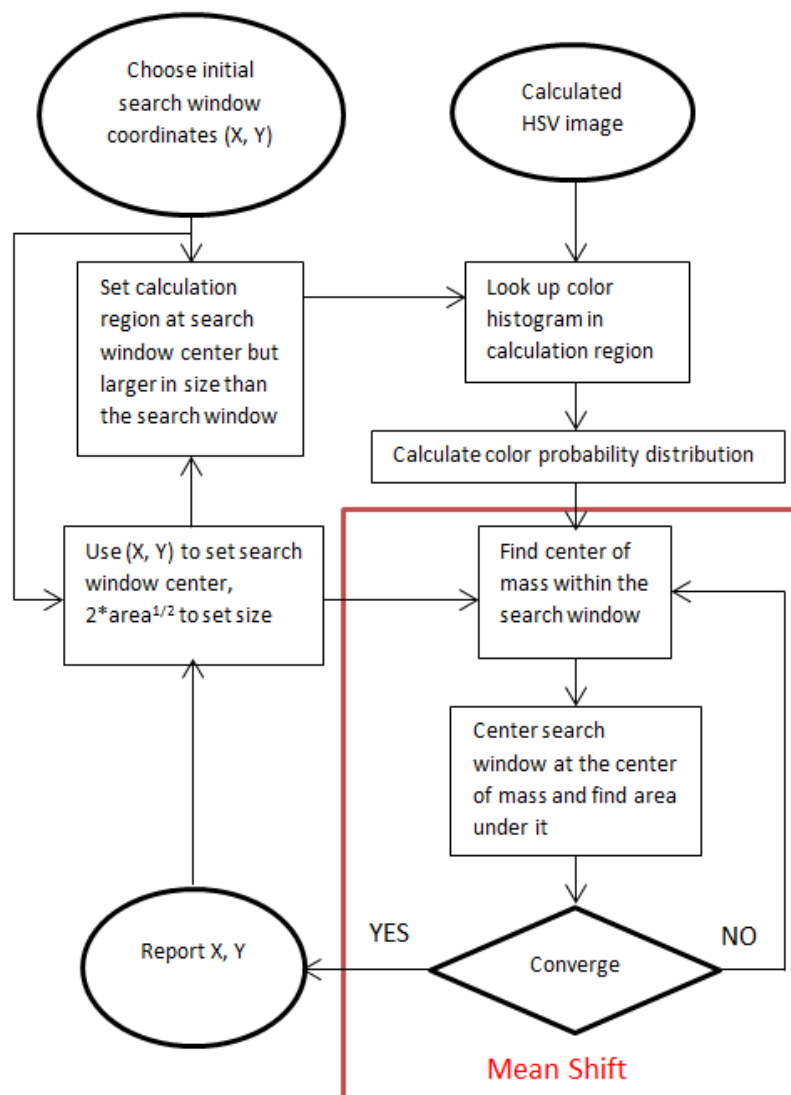 Choose initial
search window
coordinates (X, Y)
Calculated
HSV image
Set calculation
region at search
window center but
larger in size than
the search window
Look up color
histogram in
calculation region
Calculate color probability distribution
Use (X, Y) to set search
window center,
2*area¹ᐟ² to set size
Find center of
mass within the
search window
Center search
window at the center
of mass and find area
under it
Report X, Y
YES
Converge
NO
Mean Shift